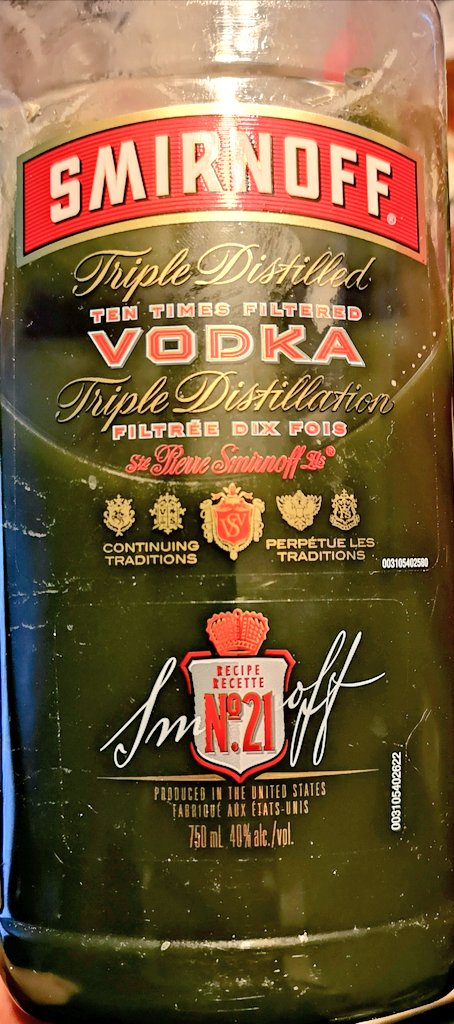 SMIRNOFF®
Triple Distilled
TEN TIMES FILTERED
VODKA
Triple Distillation
FILTRÉE DIX FOIS
Ste Pierre Smirnoff Fls®
CONTINUING TRADITIONS
VSV
PERPÉTUE LES TRADITIONS
003105402580
RECIPE
RECETTE
Smirnoff
Nº.21
PRODUCED IN THE UNITED STATES
FABRIQUÉ AUX ÉTATS-UNIS
750 mL 40% alc./vol.
003105402622